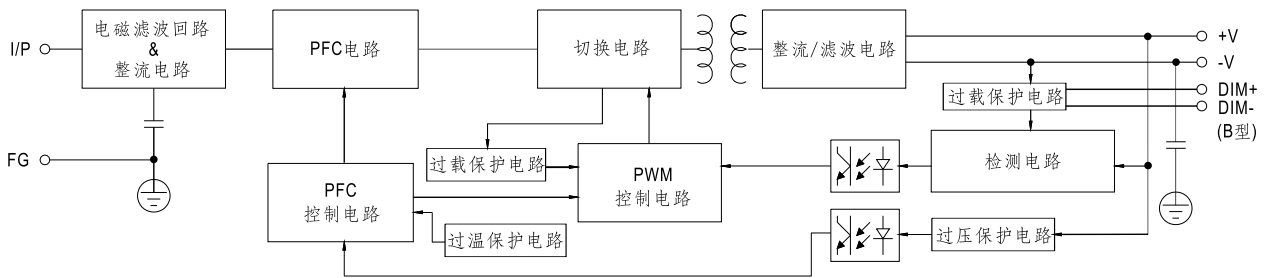 I/P
电磁滤波回路
&
整流电路
PFC电路
切换电路
整流/滤波电路
+V
-V
过载保护电路
DIM+
DIM-
(B型)
FG
过载保护电路
PWM
控制电路
检测电路
PFC
控制电路
过温保护电路
过压保护电路